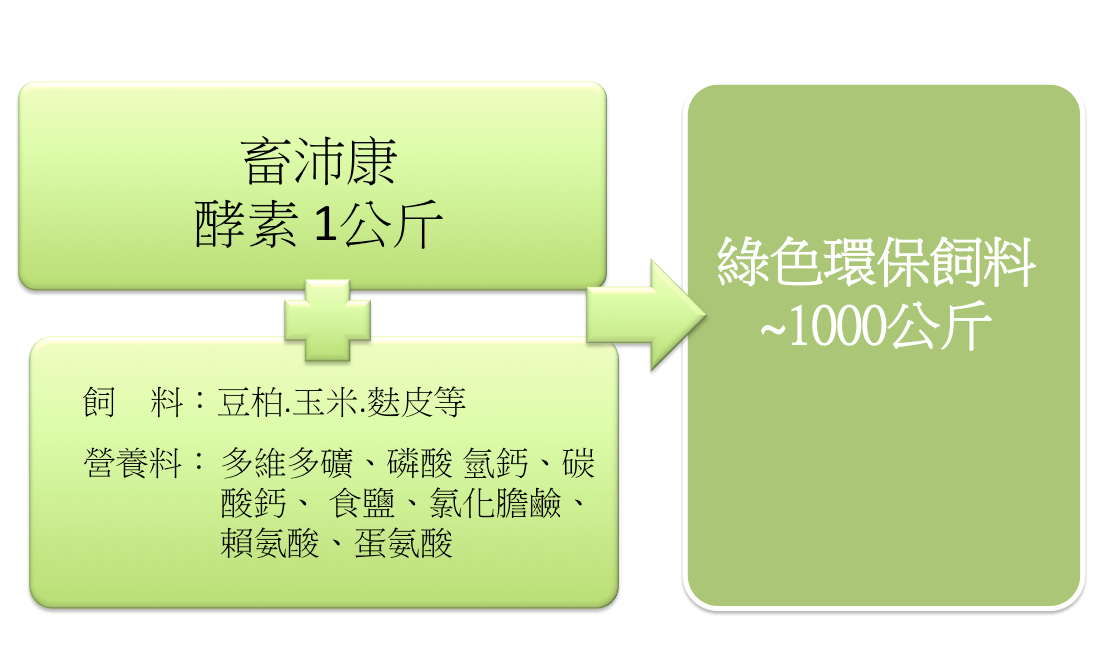 畜沛康
酵素 1公斤
飼　料：豆柏.玉米.麩皮等
營養料： 多維多礦、磷酸 氫鈣、碳
酸鈣、 食鹽、氯化膽鹼、
賴氨酸、蛋氨酸
綠色環保飼料
~1000公斤